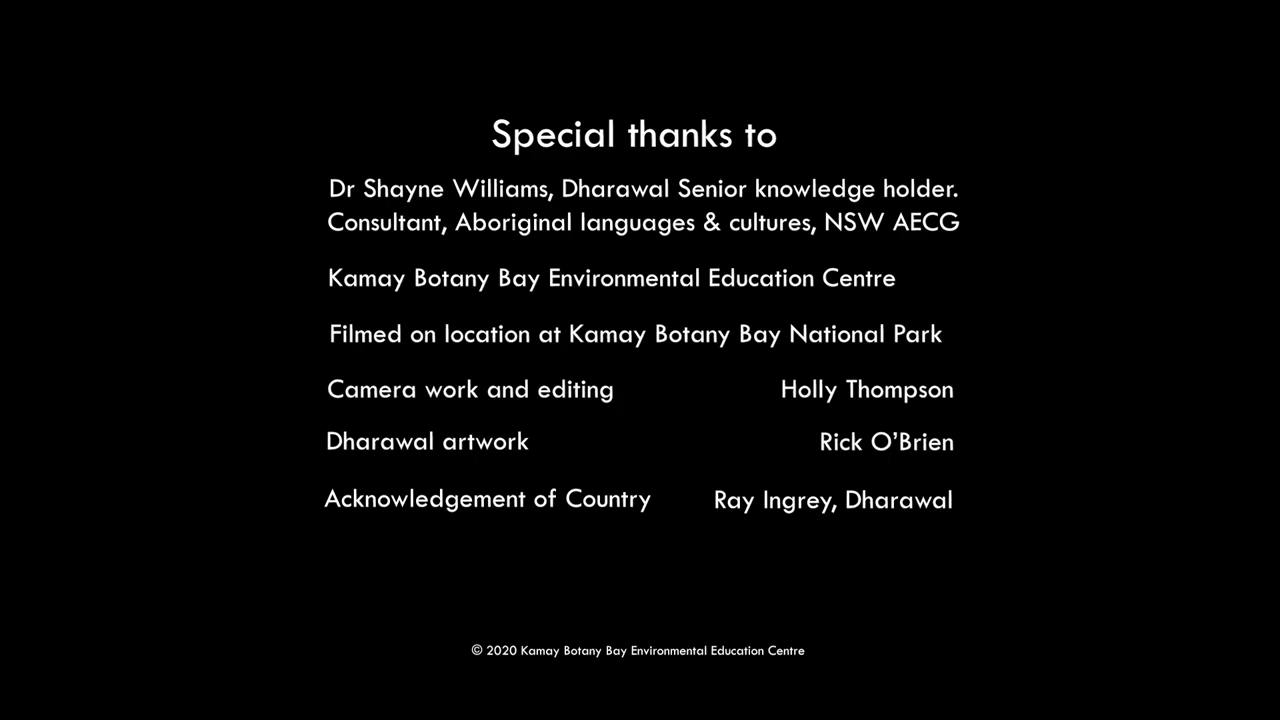 Special thanks to
Dr Shayne Williams, Dharawal Senior knowledge holder.
Consultant, Aboriginal languages & cultures, NSW AECG
Kamay Botany Bay Environmental Education Centre
Filmed on location at Kamay Botany Bay National Park
Camera work and editing Holly Thompson
Dharawal artwork Rick O’Brien
Acknowledgement of Country Ray Ingrey, Dharawal
© 2020 Kamay Botany Bay Environmental Education Centre